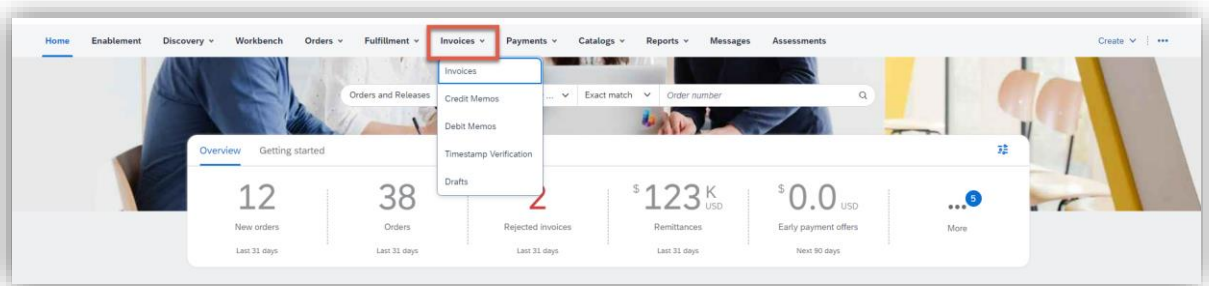 Home Enablement Discovery Workbench Orders Fulfillment Invoices Payments Catalogs Reports Messages Assessments Create
Invoices
Credit Memos
Debit Memos
Timestamp Verification
Drafts
Orders and Releases ... Exact match Order number
Overview Getting started
12 38 2 $ 123 K USD $ 0.0 USD ... 5
New orders Orders Rejected invoices Remittances Early payment offers More
Last 31 days Last 31 days Last 31 days Last 31 days Next 90 days